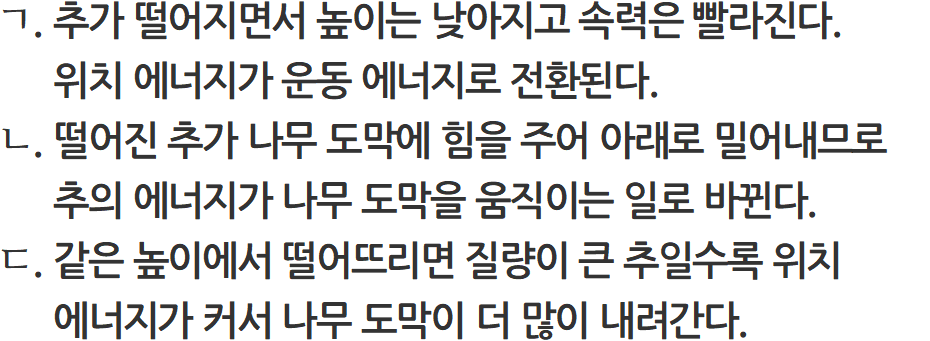 ㄱ. 추가 떨어지면서 높이는 낮아지고 속력은 빨라진다.
위치 에너지가 운동 에너지로 전환된다.
ㄴ. 떨어진 추가 나무 도막에 힘을 주어 아래로 밀어내므로
추의 에너지가 나무 도막을 움직이는 일로 바뀐다.
ㄷ. 같은 높이에서 떨어뜨리면 질량이 큰 추일수록 위치
에너지가 커서 나무 도막이 더 많이 내려간다.